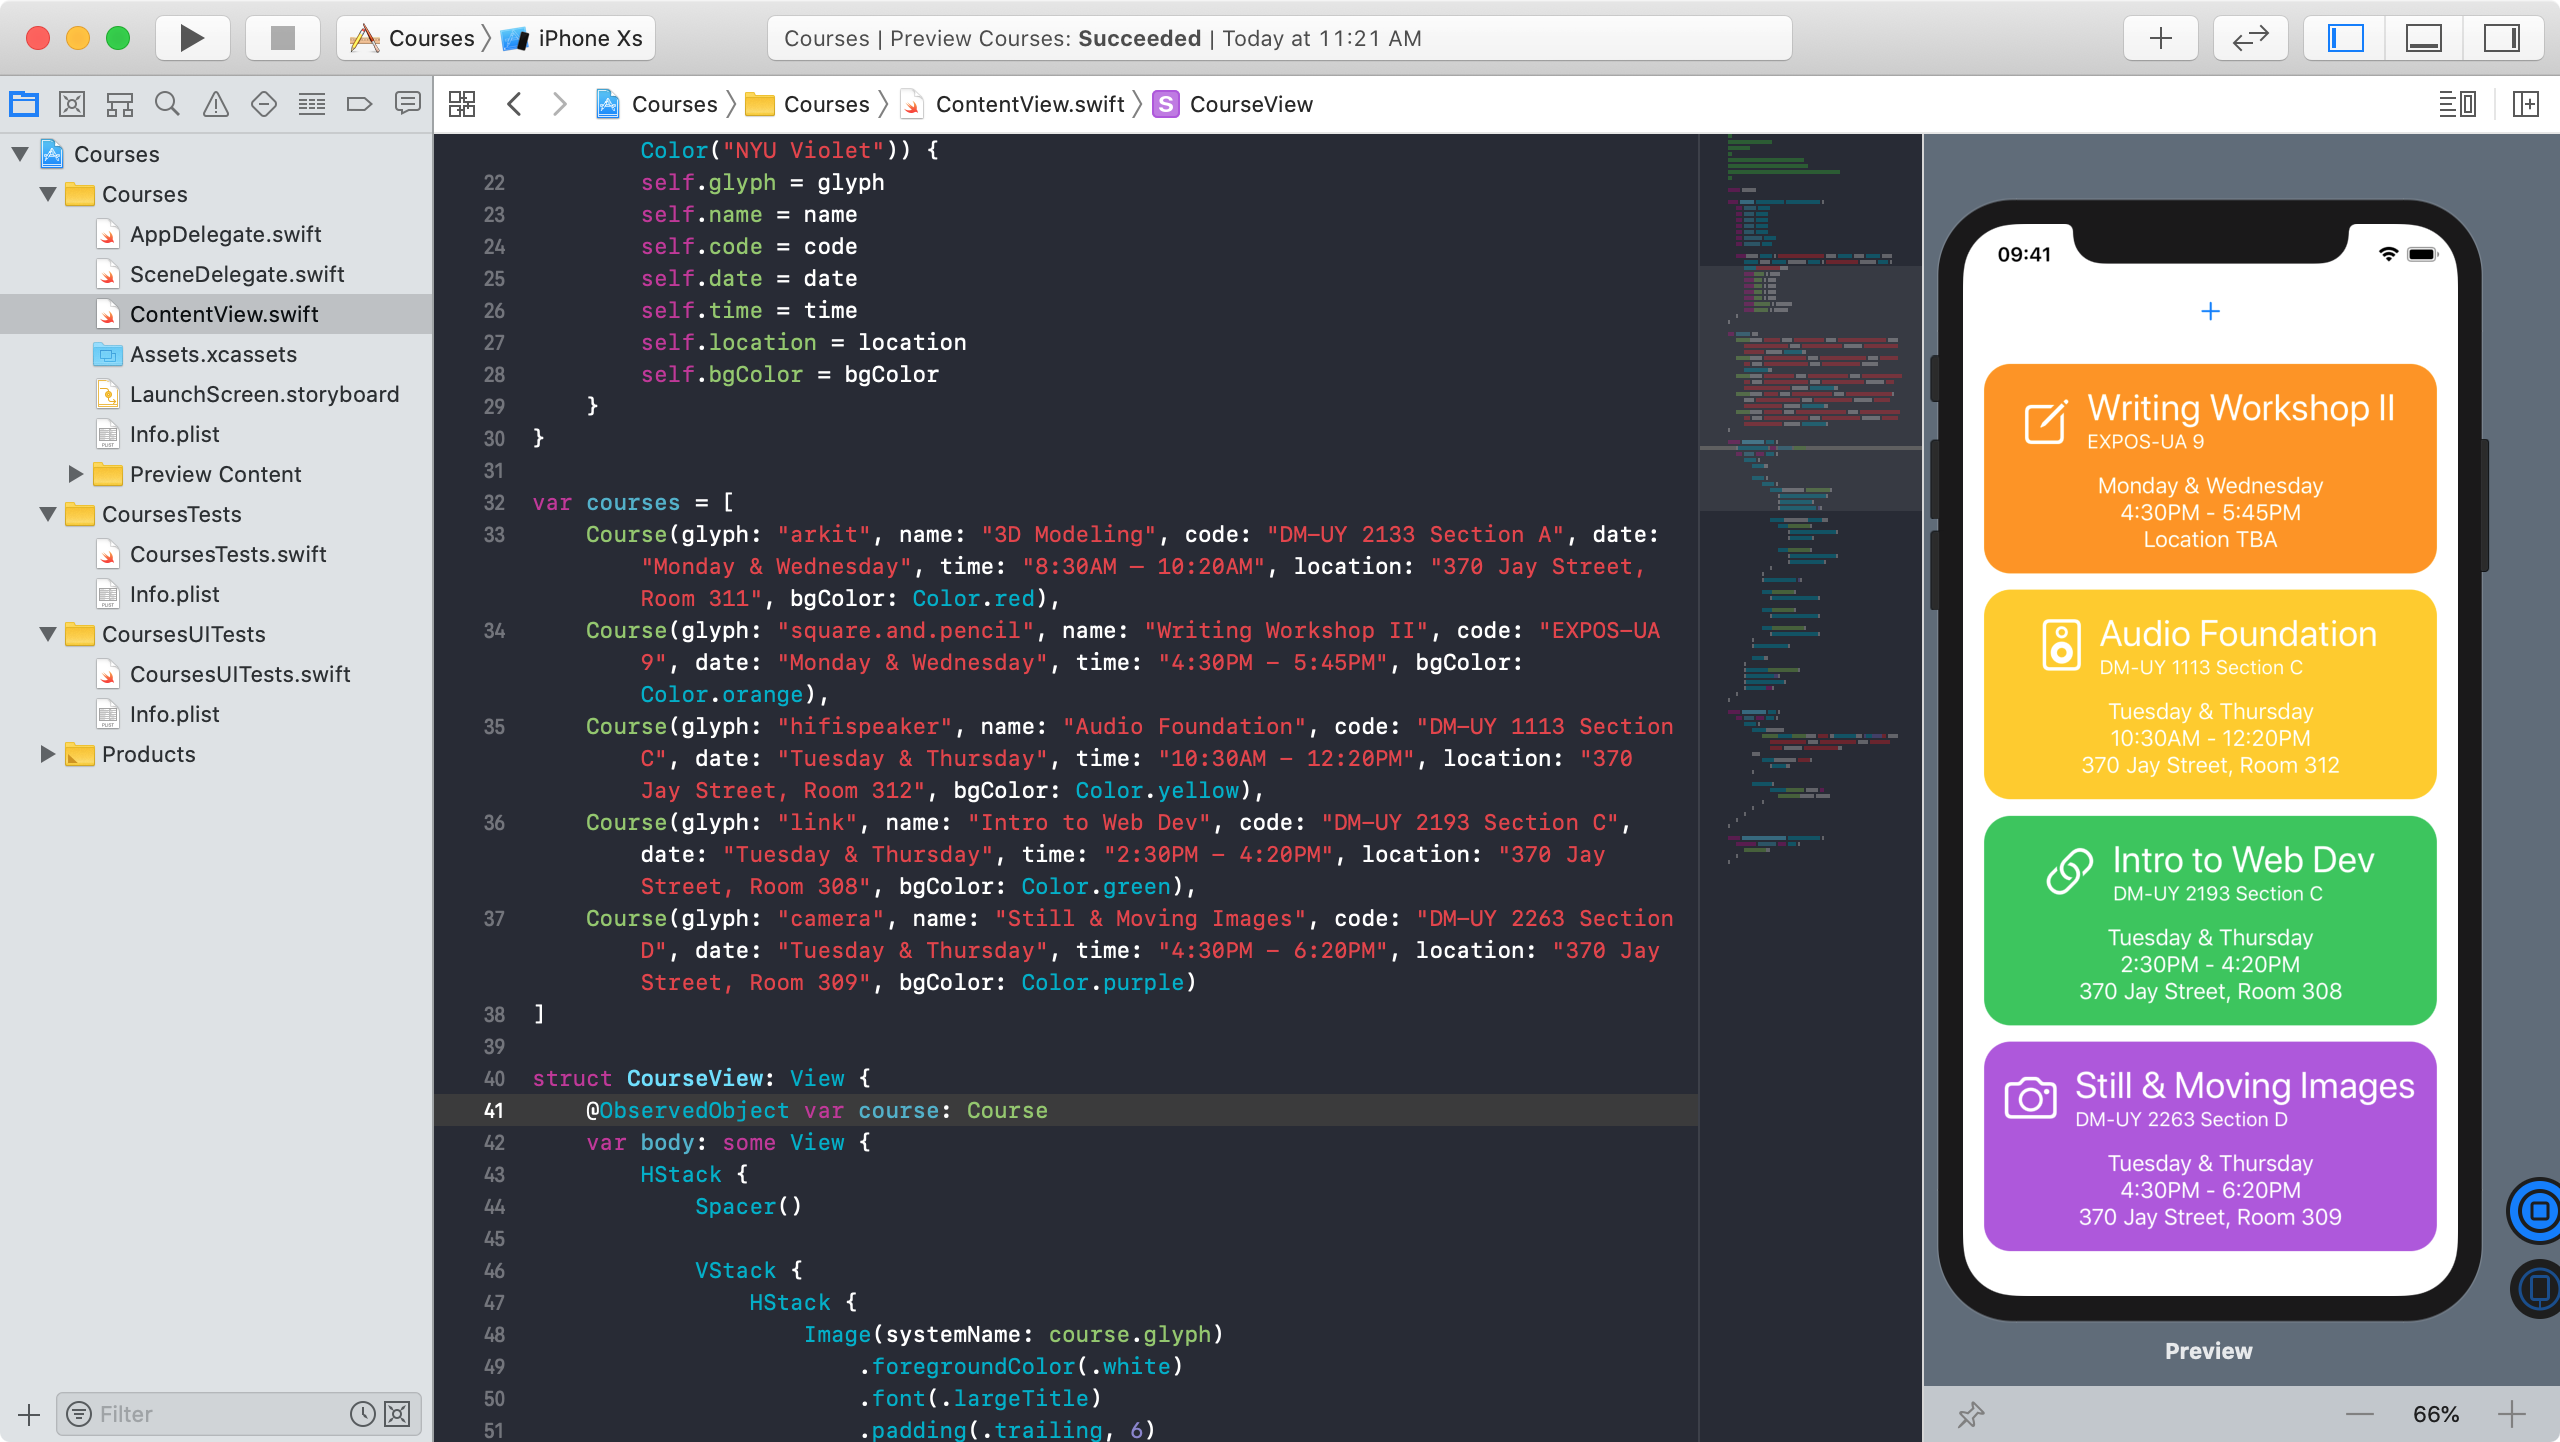 Courses
iPhone Xs
Courses | Preview Courses: Succeeded | Today at 11:21 AM
Courses
Courses
ContentView.swift
S
CourseView
Courses
Courses
AppDelegate.swift
SceneDelegate.swift
ContentView.swift
Assets.xcassets
LaunchScreen.storyboard
Info.plist
Preview Content
CoursesTests
CoursesTests.swift
Info.plist
CoursesUITests
CoursesUITests.swift
Info.plist
Products
Filter
Color("NYU Violet")) {
22 self.glyph = glyph
23 self.name = name
24 self.code = code
25 self.date = date
26 self.time = time
27 self.location = location
28 self.bgColor = bgColor
29 }
30 }
31
32 var courses = [
33 Course(glyph: "arkit", name: "3D Modeling", code: "DM-UY 2133 Section A", date:
"Monday & Wednesday", time: "8:30AM — 10:20AM", location: "370 Jay Street,
Room 311", bgColor: Color.red),
34 Course(glyph: "square.and.pencil", name: "Writing Workshop II", code: "EXPOS-UA
9", date: "Monday & Wednesday", time: "4:30PM - 5:45PM", bgColor:
Color.orange),
35 Course(glyph: "hifispeaker", name: "Audio Foundation", code: "DM-UY 1113 Section
C", date: "Tuesday & Thursday", time: "10:30AM - 12:20PM", location: "370
Jay Street, Room 312", bgColor: Color.yellow),
36 Course(glyph: "link", name: "Intro to Web Dev", code: "DM-UY 2193 Section C",
date: "Tuesday & Thursday", time: "2:30PM - 4:20PM", location: "370 Jay
Street, Room 308", bgColor: Color.green),
37 Course(glyph: "camera", name: "Still & Moving Images", code: "DM-UY 2263 Section
D", date: "Tuesday & Thursday", time: "4:30PM - 6:20PM", location: "370 Jay
Street, Room 309", bgColor: Color.purple)
38 ]
39
40 struct CourseView: View {
41 @ObservedObject var course: Course
42 var body: some View {
43 HStack {
44 Spacer()
45
46 VStack {
47 HStack {
48 Image(systemName: course.glyph)
49 .foregroundColor(.white)
50 .font(.largeTitle)
51 .padding(.trailing, 6)
09:41
+
Writing Workshop II
EXPOS-UA 9
Monday & Wednesday
4:30PM - 5:45PM
Location TBA
Audio Foundation
DM-UY 1113 Section C
Tuesday & Thursday
10:30AM - 12:20PM
370 Jay Street, Room 312
Intro to Web Dev
DM-UY 2193 Section C
Tuesday & Thursday
2:30PM - 4:20PM
370 Jay Street, Room 308
Still & Moving Images
DM-UY 2263 Section D
Tuesday & Thursday
4:30PM - 6:20PM
370 Jay Street, Room 309
Preview
66%